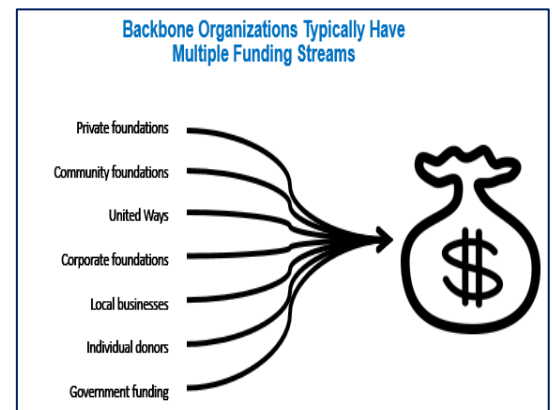 Backbone Organizations Typically Have
Multiple Funding Streams
Private foundations
Community foundations
United Ways
Corporate foundations
Local businesses
Individual donors
Government funding
$